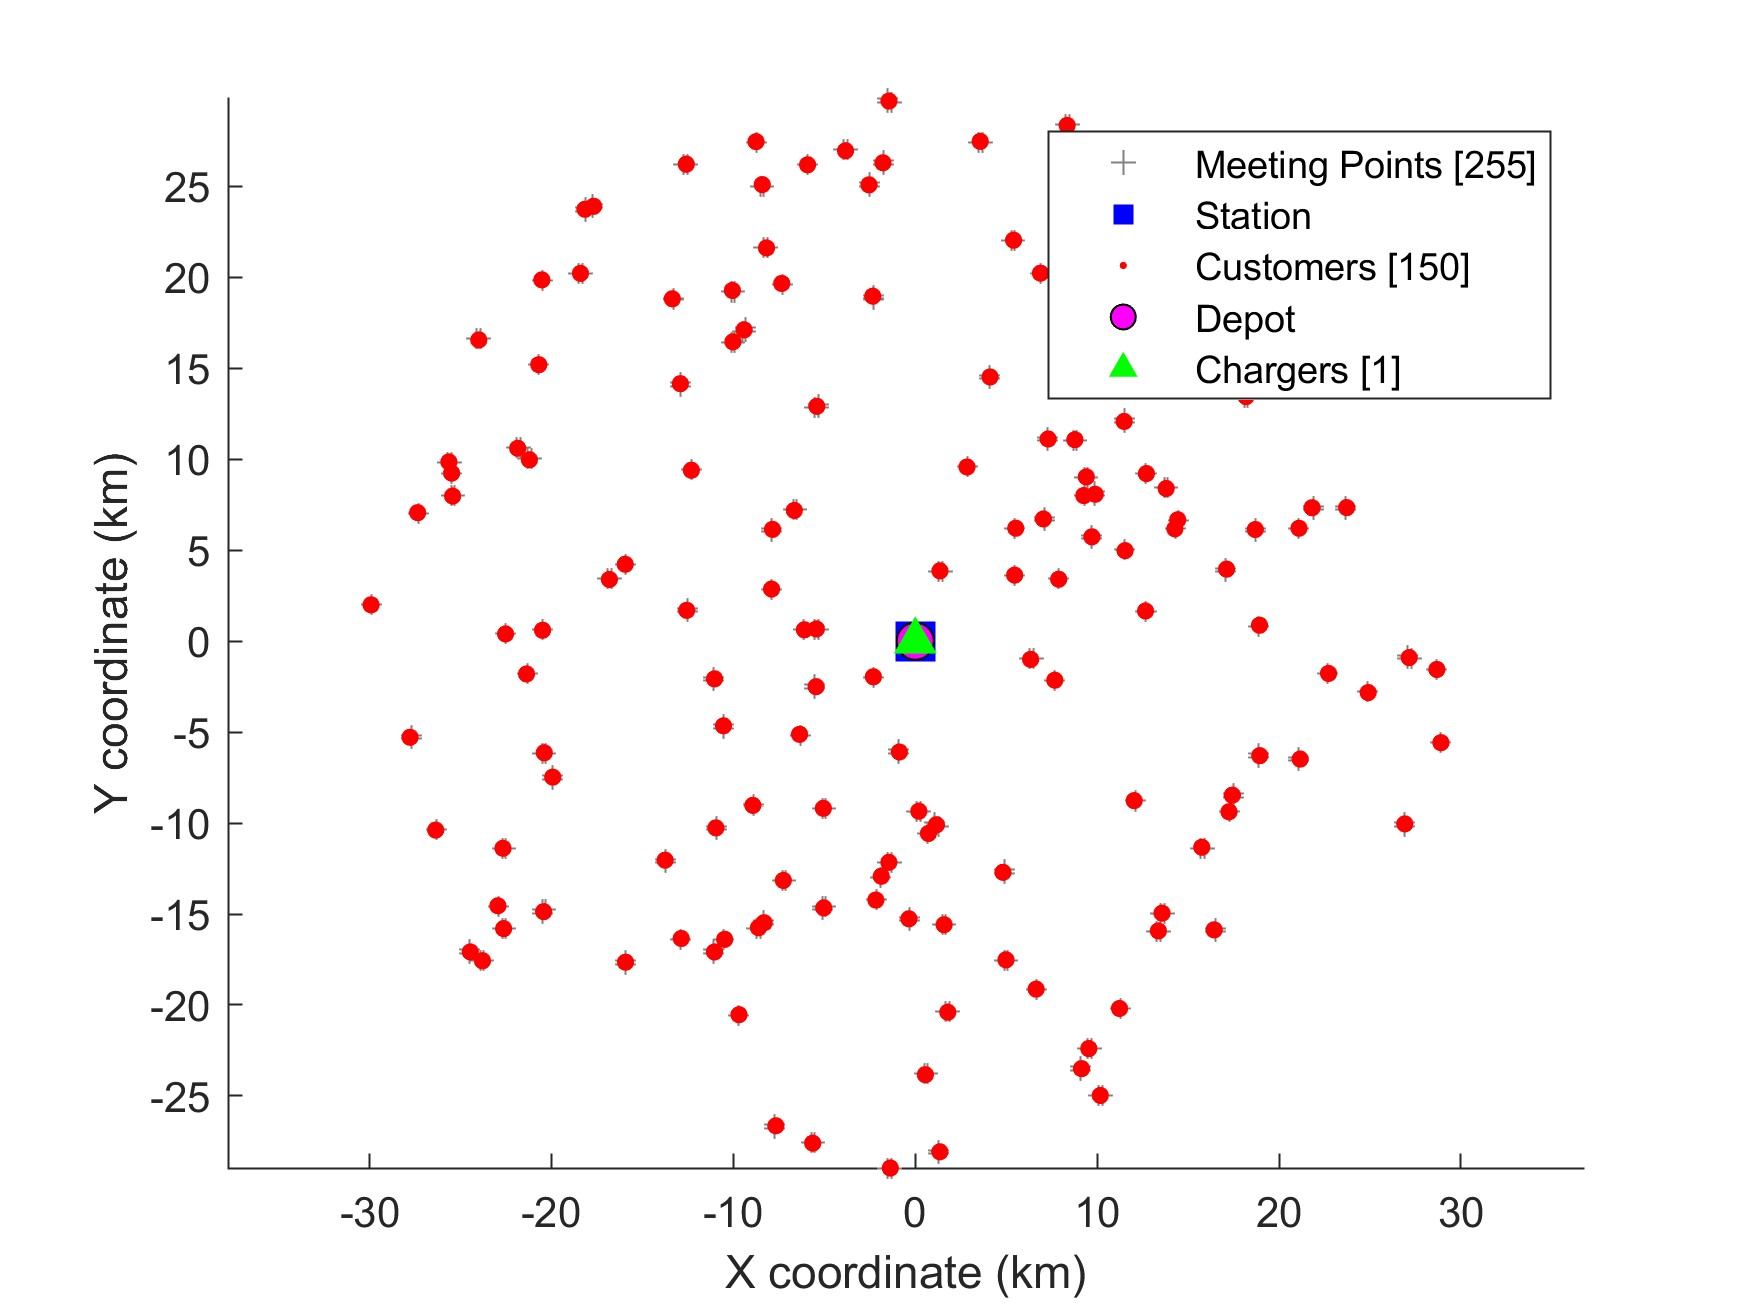 Meeting Points [255]
Station
Customers [150]
Depot
Chargers [1]
25
20
15
10
5
0
-5
-10
-15
-20
-25
Y coordinate (km)
-30
-20
-10
0
10
20
30
X coordinate (km)